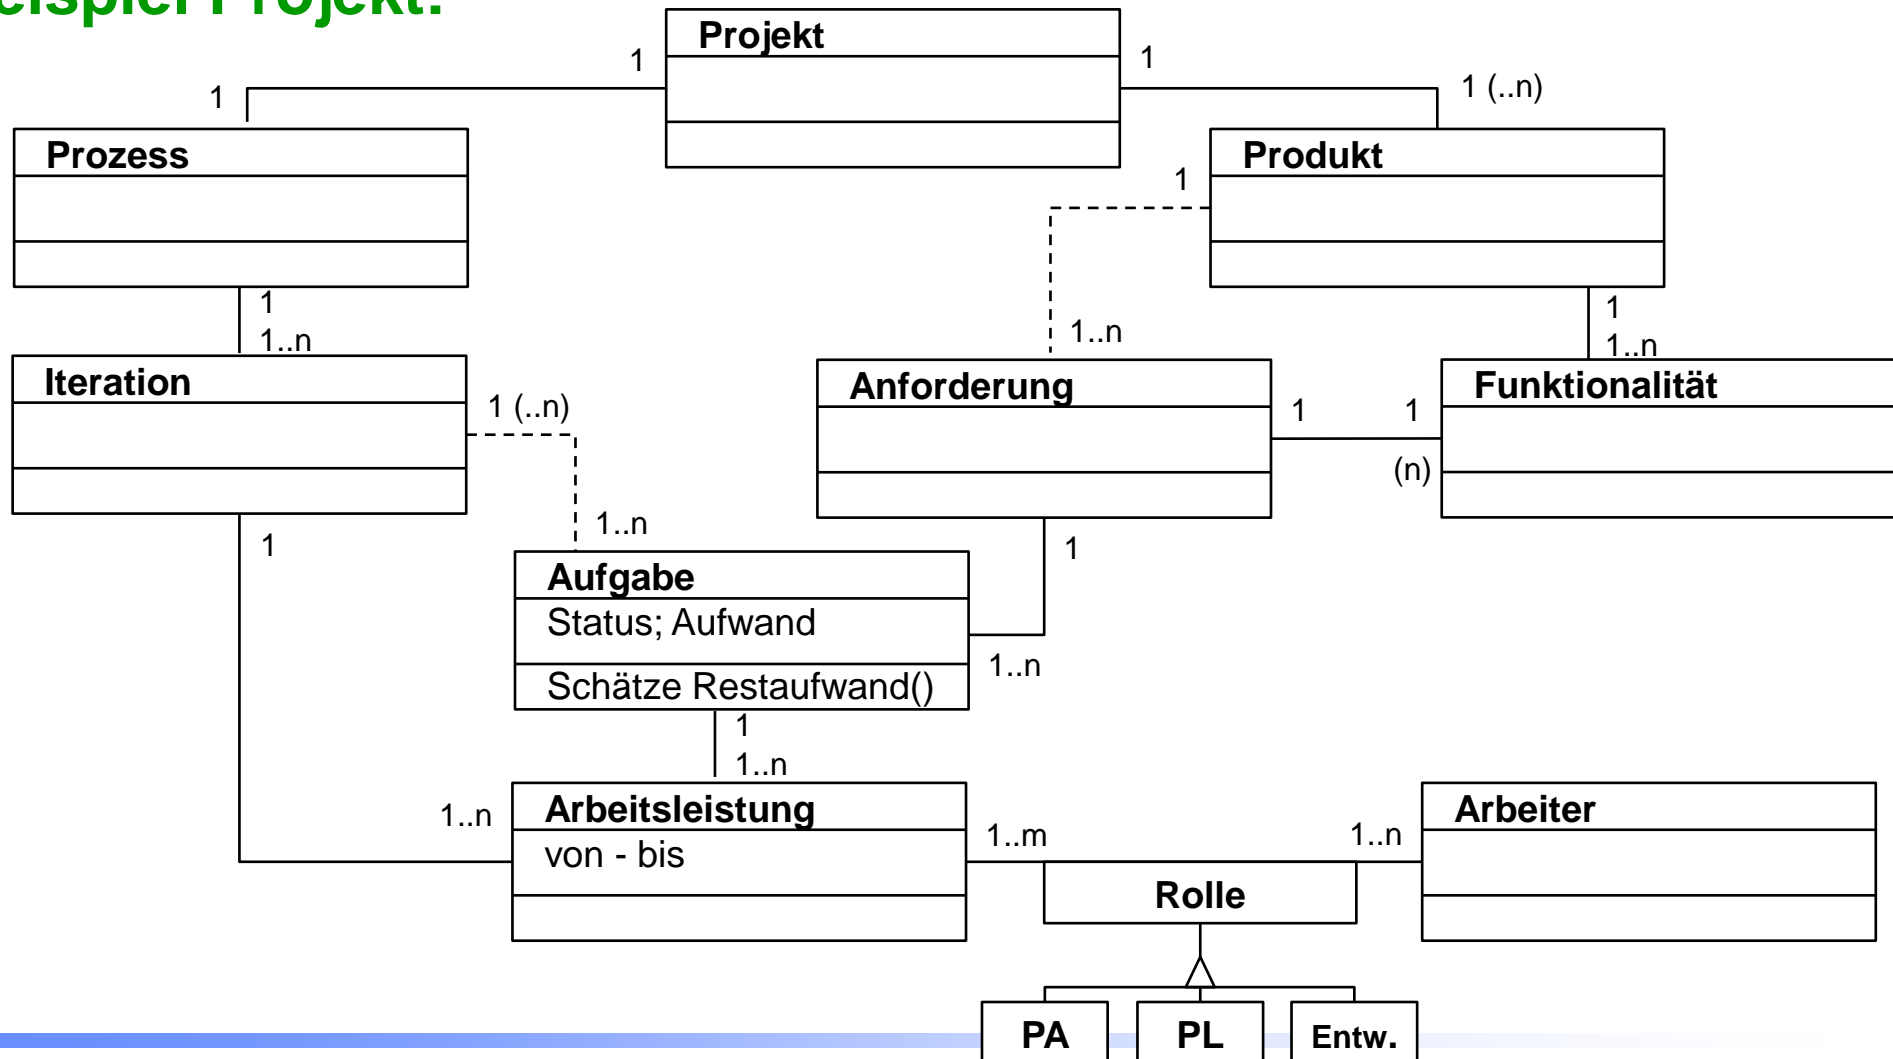 Projekt:
Projekt
1
1
1
1 (..n)
Prozess
Produkt
1
1
1..n
1..n
1
1..n
Iteration
Anforderung
Funktionalität
1 (..n)
1
1
(n)
1..n
1
1
Aufgabe
Status; Aufwand
1..n
Schätze Restaufwand()
1
1..n
Arbeitsleistung
Arbeiter
1..n
1..m
1..n
von - bis
Rolle
PA
PL
Entw.